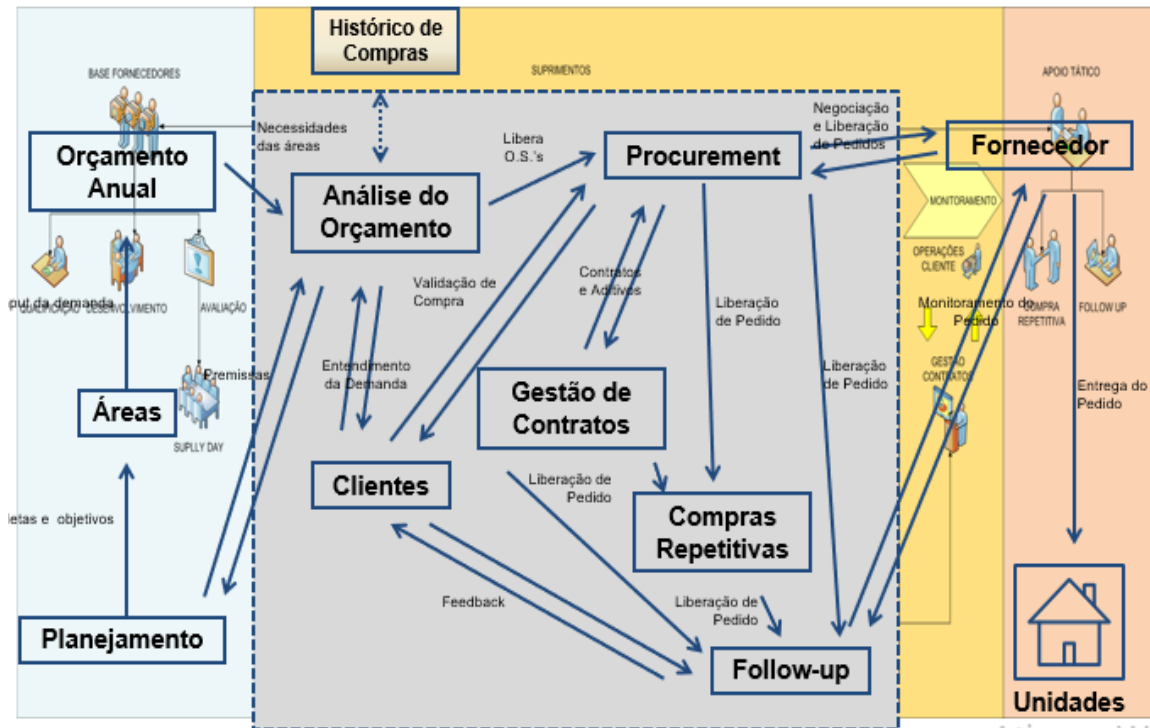 Histórico de
Compras
BASE FORNECEDORES
SUPRIMENTOS
APOIO TÁTICO
Necessidades
das áreas
Libera
O.S.'s
Negociação
e Liberação
de Pedidos
Orçamento
Anual
Procurement
Fornecedor
Análise do
Orçamento
MONITORAMENTO
OPERAÇÕES
CLIENTE
Validação de
Compra
Contratos
e Aditivos
put da demanda
QUALIFICAÇÃO
DESENVOLVIMENTO
AVALIAÇÃO
Liberação
de Pedido
Monitoramento do
Pedido
COMPRA
REPETITIVA
FOLLOW UP
Premissas
Entendimento
da Demanda
Liberação
de Pedido
GESTÃO
CONTRATOS
Entrega do
Pedido
Áreas
Gestão de
Contratos
SUPLLY DAY
Clientes
Liberação de
Pedido
Compras
Repetitivas
etas e objetivos
Feedback
Liberação de
Pedido
Planejamento
Follow-up
Unidades